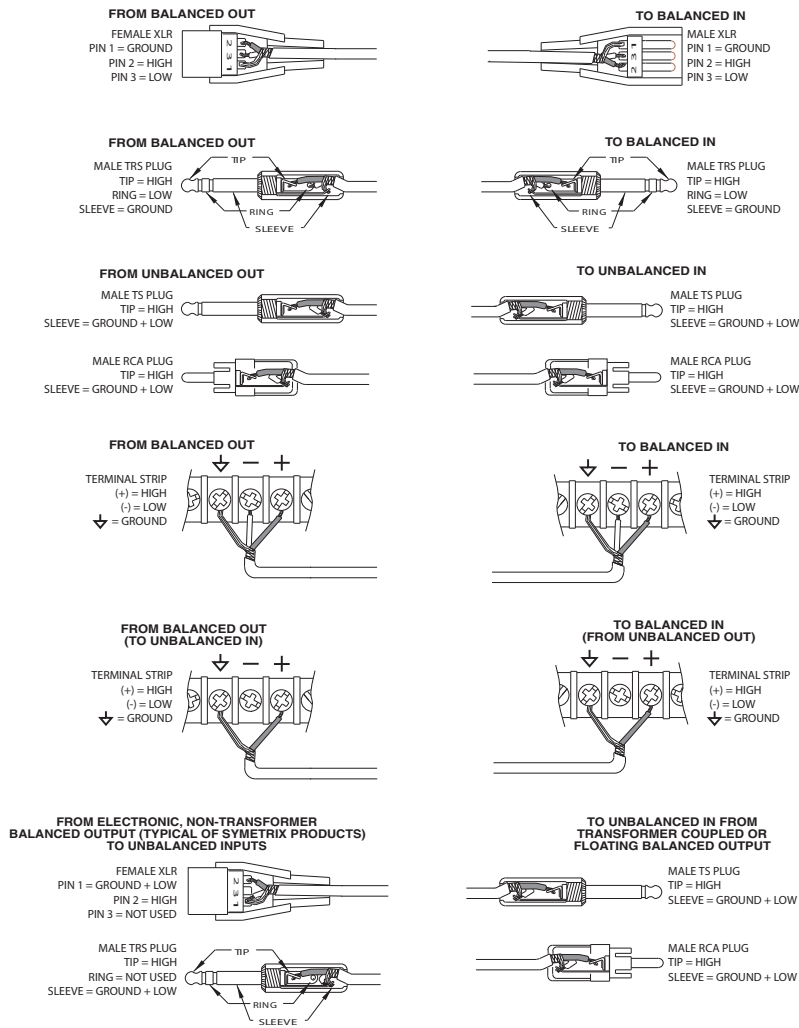 FROM BALANCED OUT
FEMALE XLR
PIN 1 = GROUND
PIN 2 = HIGH
PIN 3 = LOW
2 3 1
TO BALANCED IN
MALE XLR
PIN 1 = GROUND
PIN 2 = HIGH
PIN 3 = LOW
2 3 1
FROM BALANCED OUT
MALE TRS PLUG
TIP = HIGH
RING = LOW
SLEEVE = GROUND
TIP
RING
SLEEVE
TO BALANCED IN
TIP
RING
SLEEVE
MALE TRS PLUG
TIP = HIGH
RING = LOW
SLEEVE = GROUND
FROM UNBALANCED OUT
MALE TS PLUG
TIP = HIGH
SLEEVE = GROUND + LOW
TO UNBALANCED IN
MALE TS PLUG
TIP = HIGH
SLEEVE = GROUND + LOW
MALE RCA PLUG
TIP = HIGH
SLEEVE = GROUND + LOW
MALE RCA PLUG
TIP = HIGH
SLEEVE = GROUND + LOW
FROM BALANCED OUT
TERMINAL STRIP
(+) = HIGH
(-) = LOW
⏚ = GROUND
⏚ — +
TO BALANCED IN
⏚ — +
TERMINAL STRIP
(+) = HIGH
(-) = LOW
⏚ = GROUND
FROM BALANCED OUT
(TO UNBALANCED IN)
TERMINAL STRIP
(+) = HIGH
(-) = LOW
⏚ = GROUND
⏚ — +
TO BALANCED IN
(FROM UNBALANCED OUT)
⏚ — +
TERMINAL STRIP
(+) = HIGH
(-) = LOW
⏚ = GROUND
FROM ELECTRONIC, NON-TRANSFORMER
BALANCED OUTPUT (TYPICAL OF SYMETRIX PRODUCTS)
TO UNBALANCED INPUTS
FEMALE XLR
PIN 1 = GROUND + LOW
PIN 2 = HIGH
PIN 3 = NOT USED
2 3 1
MALE TRS PLUG
TIP = HIGH
RING = NOT USED
SLEEVE = GROUND + LOW
TIP
RING
SLEEVE
TO UNBALANCED IN FROM
TRANSFORMER COUPLED OR
FLOATING BALANCED OUTPUT
MALE TS PLUG
TIP = HIGH
SLEEVE = GROUND + LOW
MALE RCA PLUG
TIP = HIGH
SLEEVE = GROUND + LOW